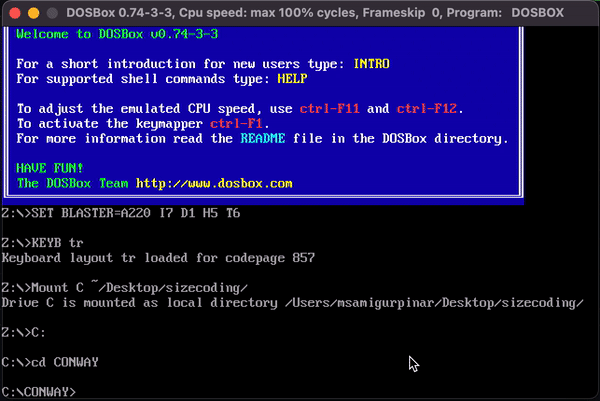 DOSBox 0.74-3-3, Cpu speed: max 100% cycles, Frameskip 0, Program: DOSBOX
Welcome to DOSBox v0.74-3-3
For a short introduction for new users type: INTRO
For supported shell commands type: HELP
To adjust the emulated CPU speed, use ctrl-F11 and ctrl-F12.
To activate the keymapper ctrl-F1.
For more information read the README file in the DOSBox directory.
HAVE FUN!
The DOSBox Team http://www.dosbox.com
Z:\>SET BLASTER=A220 I7 D1 H5 T6
Z:\>KEYB tr
Keyboard layout tr loaded for codepage 857
Z:\>Mount C ~/Desktop/sizecoding/
Drive C is mounted as local directory /Users/msamigurpinar/Desktop/sizecoding/
Z:\>C:
C:\>cd CONWAY
C:\CONWAY>